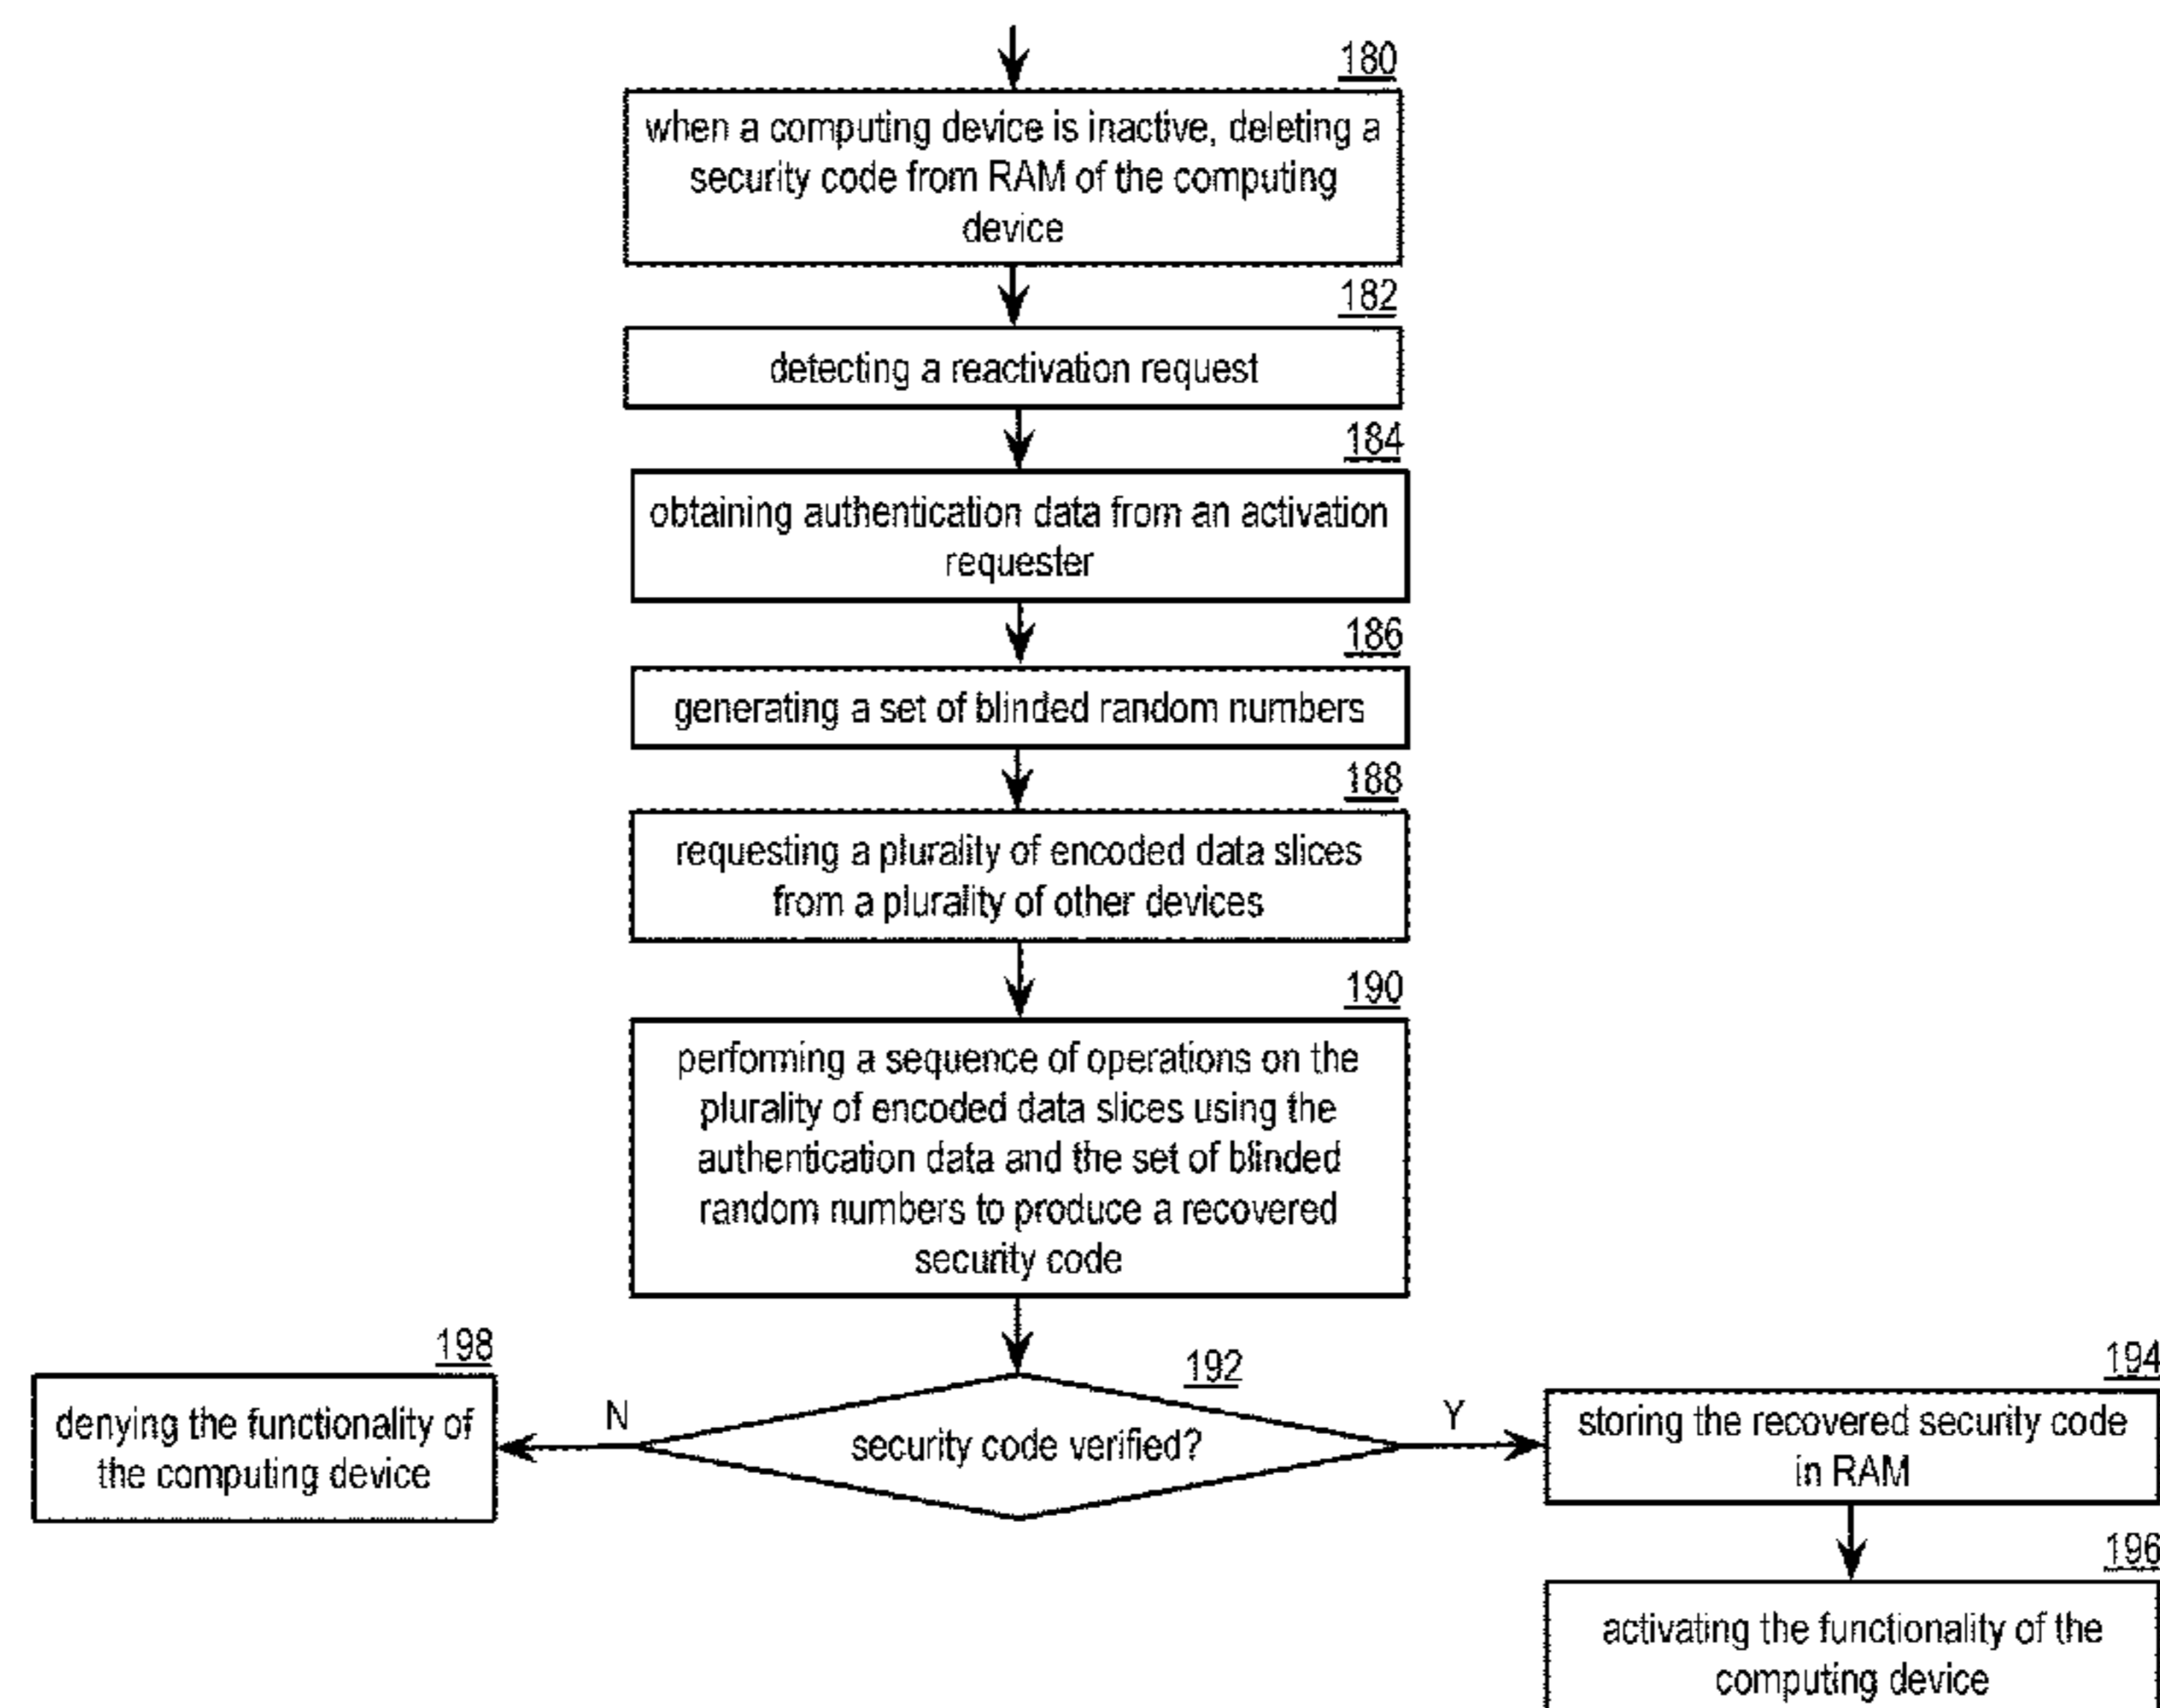 180
when a computing device is inactive, deleting a
security code from RAM of the computing
device
182
detecting a reactivation request
184
obtaining authentication data from an activation
requester
186
generating a set of blinded random numbers
188
requesting a plurality of encoded data slices
from a plurality of other devices
190
performing a sequence of operations on the
plurality of encoded data slices using the
authentication data and the set of blinded
random numbers to produce a recovered
security code
192
security code verified?
N
Y
198
denying the functionality of
the computing device
194
storing the recovered security code
in RAM
196
activating the functionality of the
computing device